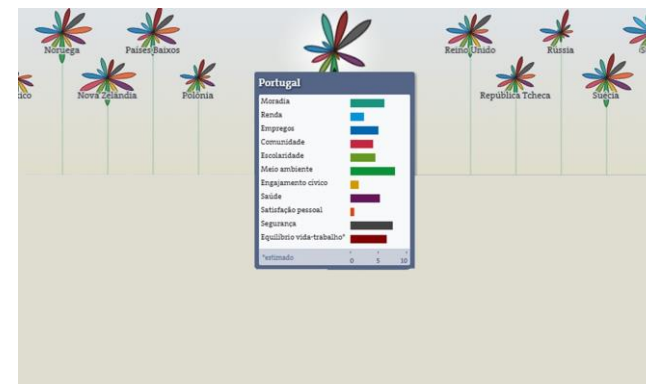 Noruega
Países Baixos
Reino Unido
Rússia
Nova Zelândia
Polônia
República Tcheca
Suécia
Portugal
Moradia
Renda
Empregos
Comunidade
Escolaridade
Meio ambiente
Engajamento cívico
Saúde
Satisfação pessoal
Segurança
Equilíbrio vida-trabalho*
*estimado
0 5 10